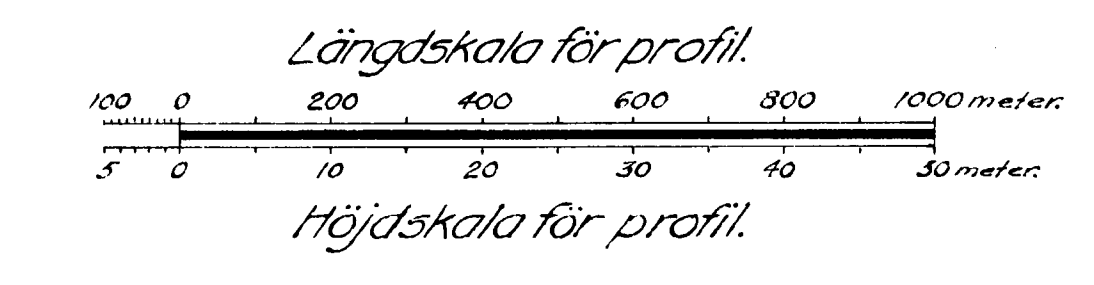 Längdskala för profil.
100 0 200 400 600 800 1000 meter.
5 0 10 20 30 40 50 meter.
Höjdskala för profil.